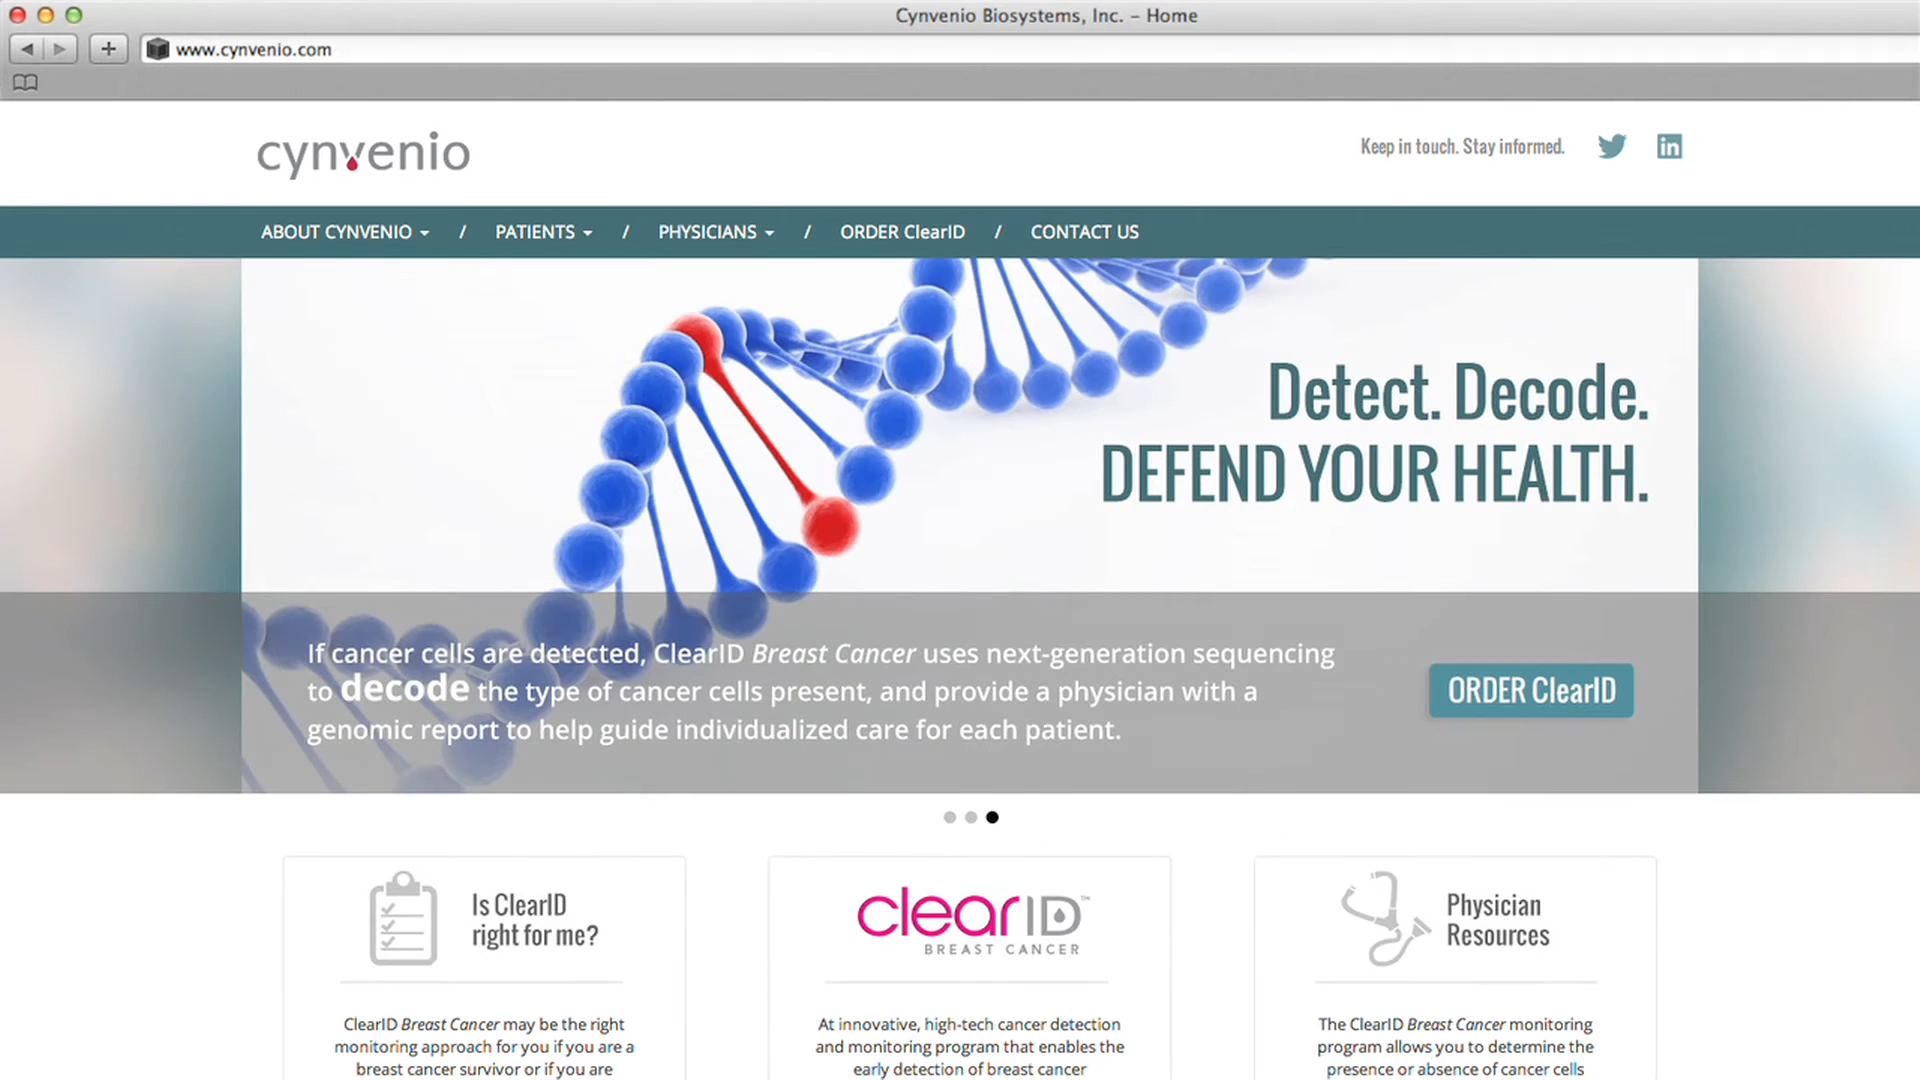 Cynvenio Biosystems, Inc. – Home
www.cynvenio.com
cynvenio
Keep in touch. Stay informed.
ABOUT CYNVENIO / PATIENTS / PHYSICIANS / ORDER ClearID / CONTACT US
Detect. Decode.
DEFEND YOUR HEALTH.
If cancer cells are detected, ClearID Breast Cancer uses next-generation sequencing
to decode the type of cancer cells present, and provide a physician with a
genomic report to help guide individualized care for each patient.
ORDER ClearID
Is ClearID
right for me?
ClearID Breast Cancer may be the right
monitoring approach for you if you are a
breast cancer survivor or if you are
clearID™
BREAST CANCER
At innovative, high-tech cancer detection
and monitoring program that enables the
early detection of breast cancer
Physician
Resources
The ClearID Breast Cancer monitoring
program allows you to determine the
presence or absence of cancer cells